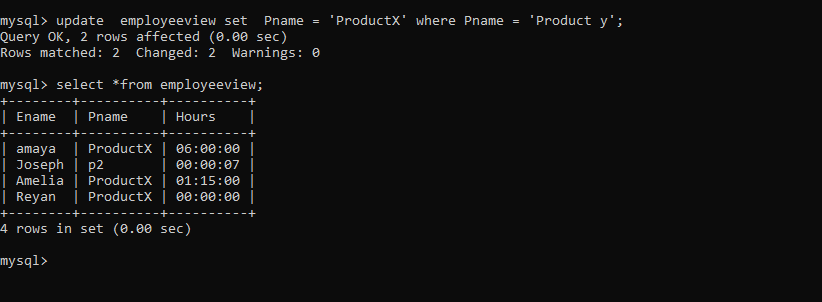 mysql> update  employeeview set  Pname = 'ProductX' where Pname = 'Product y';
Query OK, 2 rows affected (0.00 sec)
Rows matched: 2  Changed: 2  Warnings: 0
mysql> select *from employeeview;
+--------+----------+----------+
| Ename  | Pname    | Hours    |
+--------+----------+----------+
| amaya  | ProductX | 06:00:00 |
| Joseph | p2       | 00:00:07 |
| Amelia | ProductX | 01:15:00 |
| Reyan  | ProductX | 00:00:00 |
+--------+----------+----------+
4 rows in set (0.00 sec)
mysql>